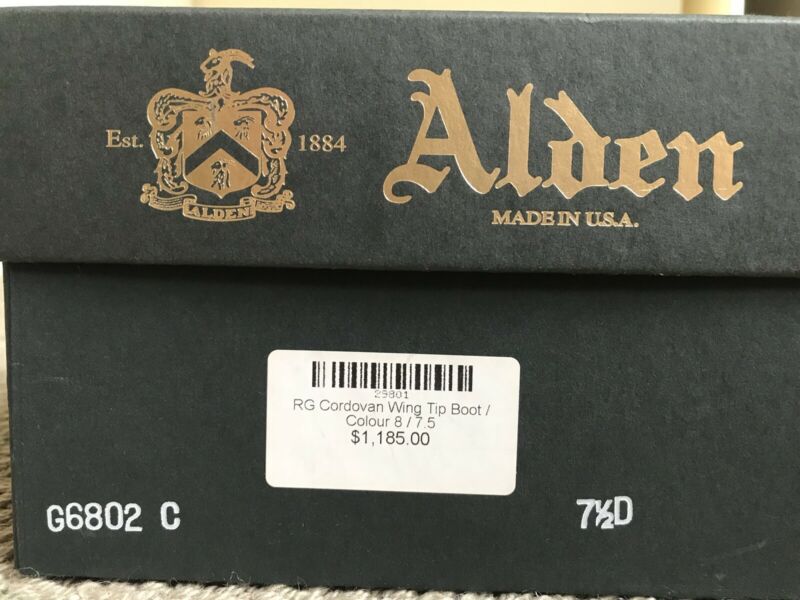 Est. 1884
ALDEN
Alden
MADE IN U.S.A.
29801
RG Cordovan Wing Tip Boot /
Colour 8 / 7.5
$1,185.00
G6802 C
7½D